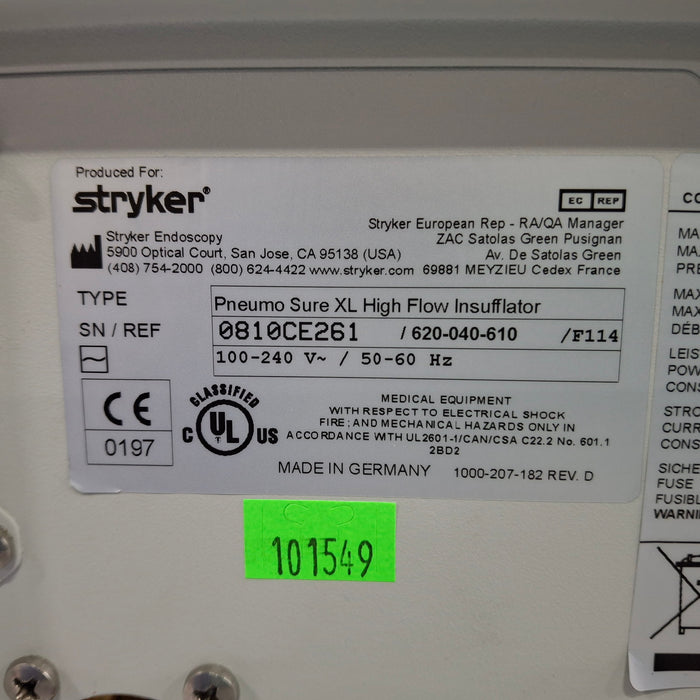 Produced For:
stryker®
EC REP
Stryker European Rep - RA/QA Manager
ZAC Satolas Green Pusignan
Av. De Satolas Green
69881 MEYZIEU Cedex France
Stryker Endoscopy
5900 Optical Court, San Jose, CA 95138 (USA)
(408) 754-2000 (800) 624-4422 www.stryker.com
TYPE Pneumo Sure XL High Flow Insufflator
SN / REF 0810CE261 / 620-040-610 /F114
100-240 V~ / 50-60 Hz
CE
0197
CLASSIFIED
C UL US
MEDICAL EQUIPMENT
WITH RESPECT TO ELECTRICAL SHOCK
FIRE; AND MECHANICAL HAZARDS ONLY IN
ACCORDANCE WITH UL2601-1/CAN/CSA C22.2 No. 601.1
2BD2
MADE IN GERMANY 1000-207-182 REV. D
101549
MAX
MAX
LEIS
POW
CONS
STRO
CURR
CONS
SICHE
FUSE
FUSIBL
WARNI